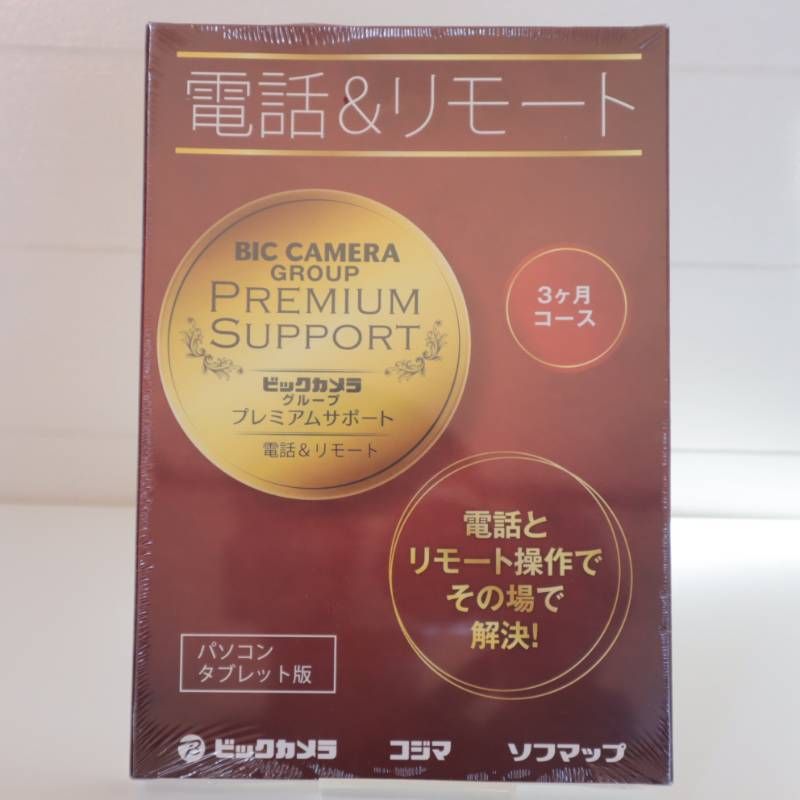 電話&リモート
BIC CAMERA
GROUP
PREMIUM
SUPPORT
ビックカメラ
グループ
プレミアムサポート
電話&リモート
3ヶ月
コース
電話と
リモート操作で
その場で
解決!
パソコン
タブレット版
ビックカメラ
コジマ
ソフマップ